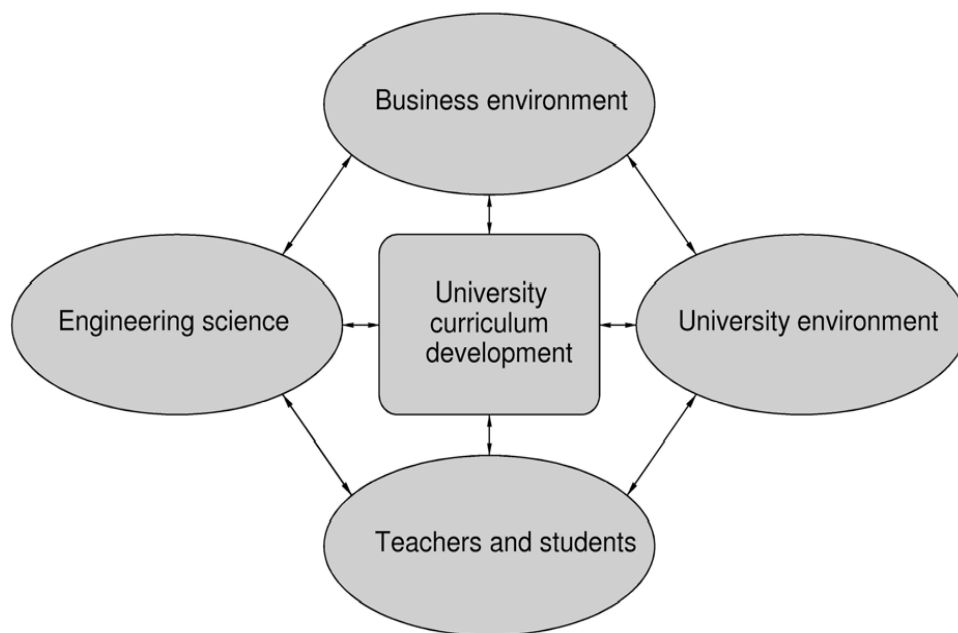 Business environment
Engineering science
University
curriculum
development
University environment
Teachers and students